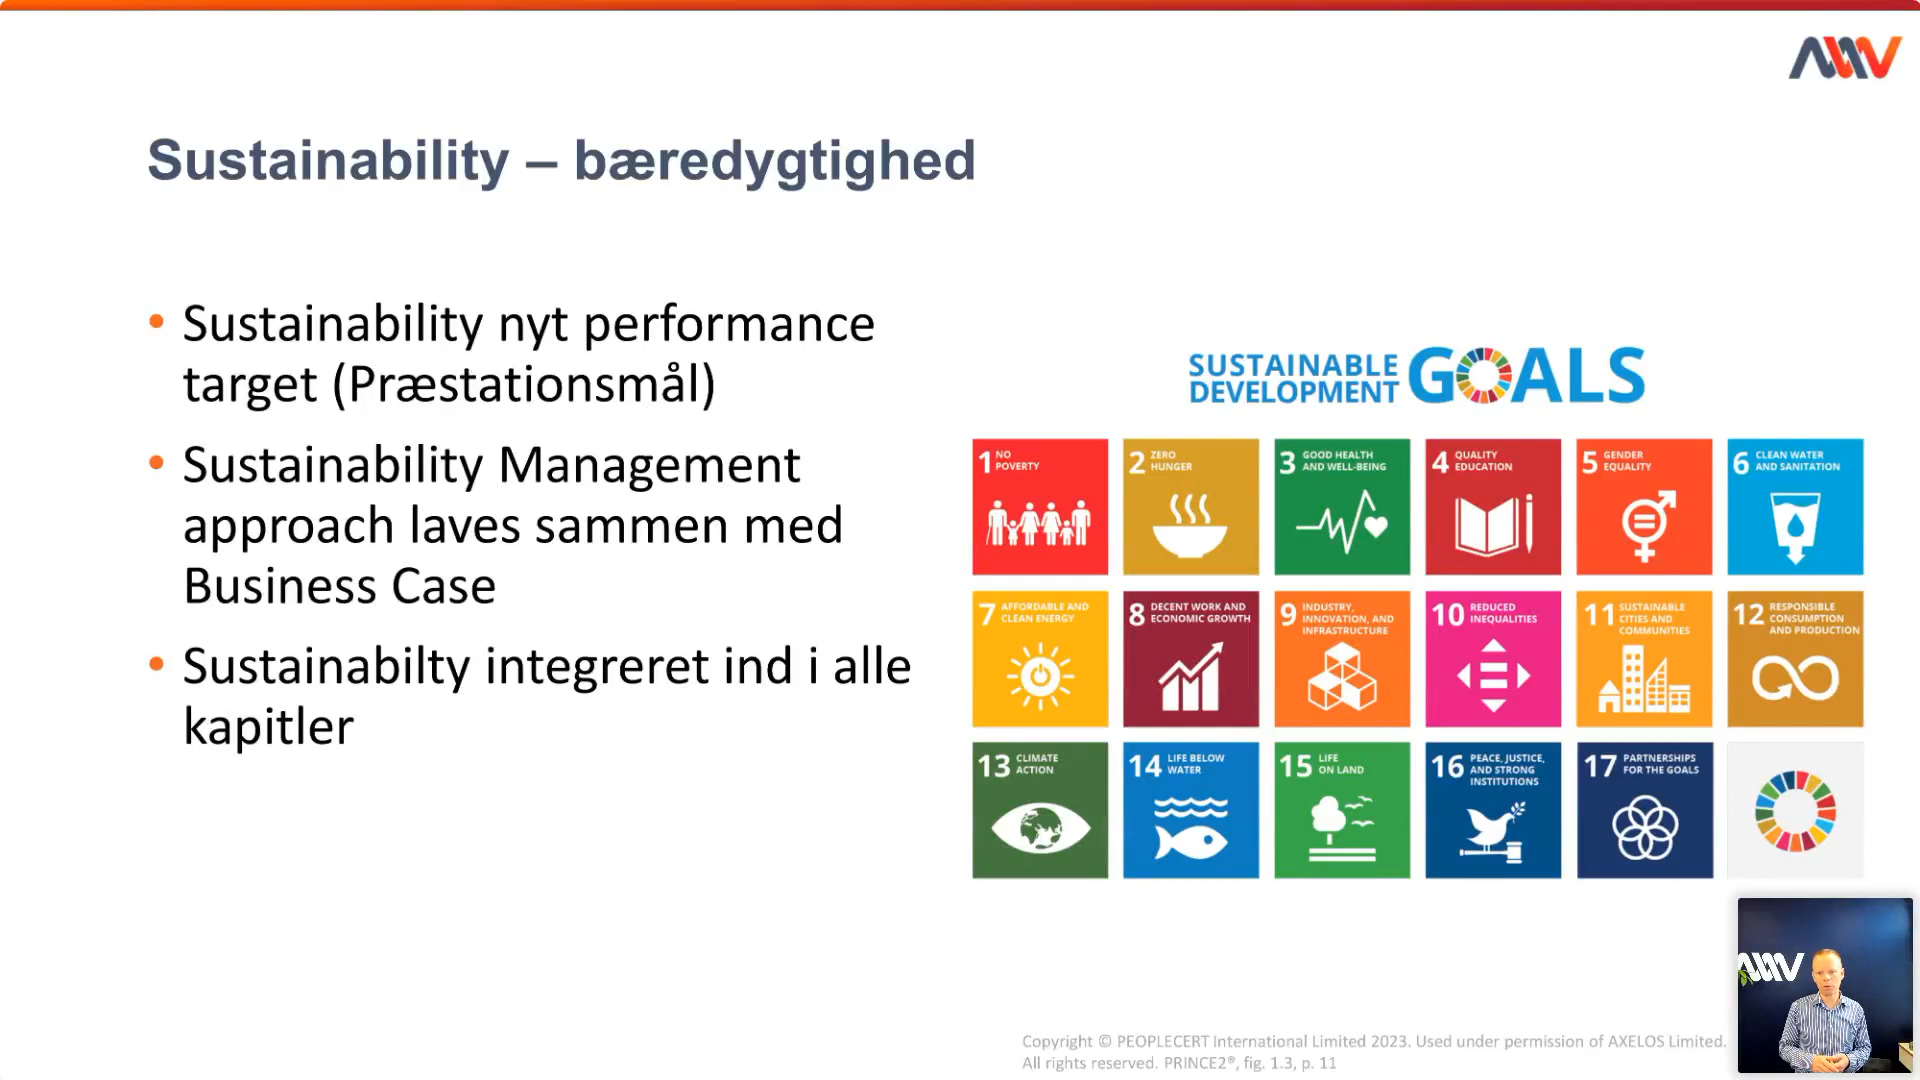 Sustainability – bæredygtighed
• Sustainability nyt performance
target (Præstationsmål)
• Sustainability Management
approach laves sammen med
Business Case
• Sustainabilty integreret ind i alle
kapitler
SUSTAINABLE
DEVELOPMENT GOALS
1 NO
POVERTY
2 ZERO
HUNGER
3 GOOD HEALTH
AND WELL-BEING
4 QUALITY
EDUCATION
5 GENDER
EQUALITY
6 CLEAN WATER
AND SANITATION
7 AFFORDABLE AND
CLEAN ENERGY
8 DECENT WORK AND
ECONOMIC GROWTH
9 INDUSTRY,
INNOVATION, AND
INFRASTRUCTURE
10 REDUCED
INEQUALITIES
11 SUSTAINABLE
CITIES AND
COMMUNITIES
12 RESPONSIBLE
CONSUMPTION
AND PRODUCTION
13 CLIMATE
ACTION
14 LIFE BELOW
WATER
15 LIFE
ON LAND
16 PEACE, JUSTICE,
AND STRONG
INSTITUTIONS
17 PARTNERSHIPS
FOR THE GOALS
Copyright © PEOPLECERT International Limited 2023. Used under permission of AXELOS Limited.
All rights reserved. PRINCE2®, fig. 1.3, p. 11